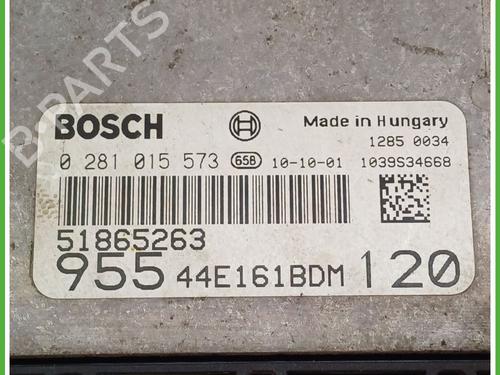 B-PARTS
BOSCH
Made in Hungary
1285 0034
0 281 015 573 65B 10-10-01 1039S34668
51865263
955 44E161BDM 120